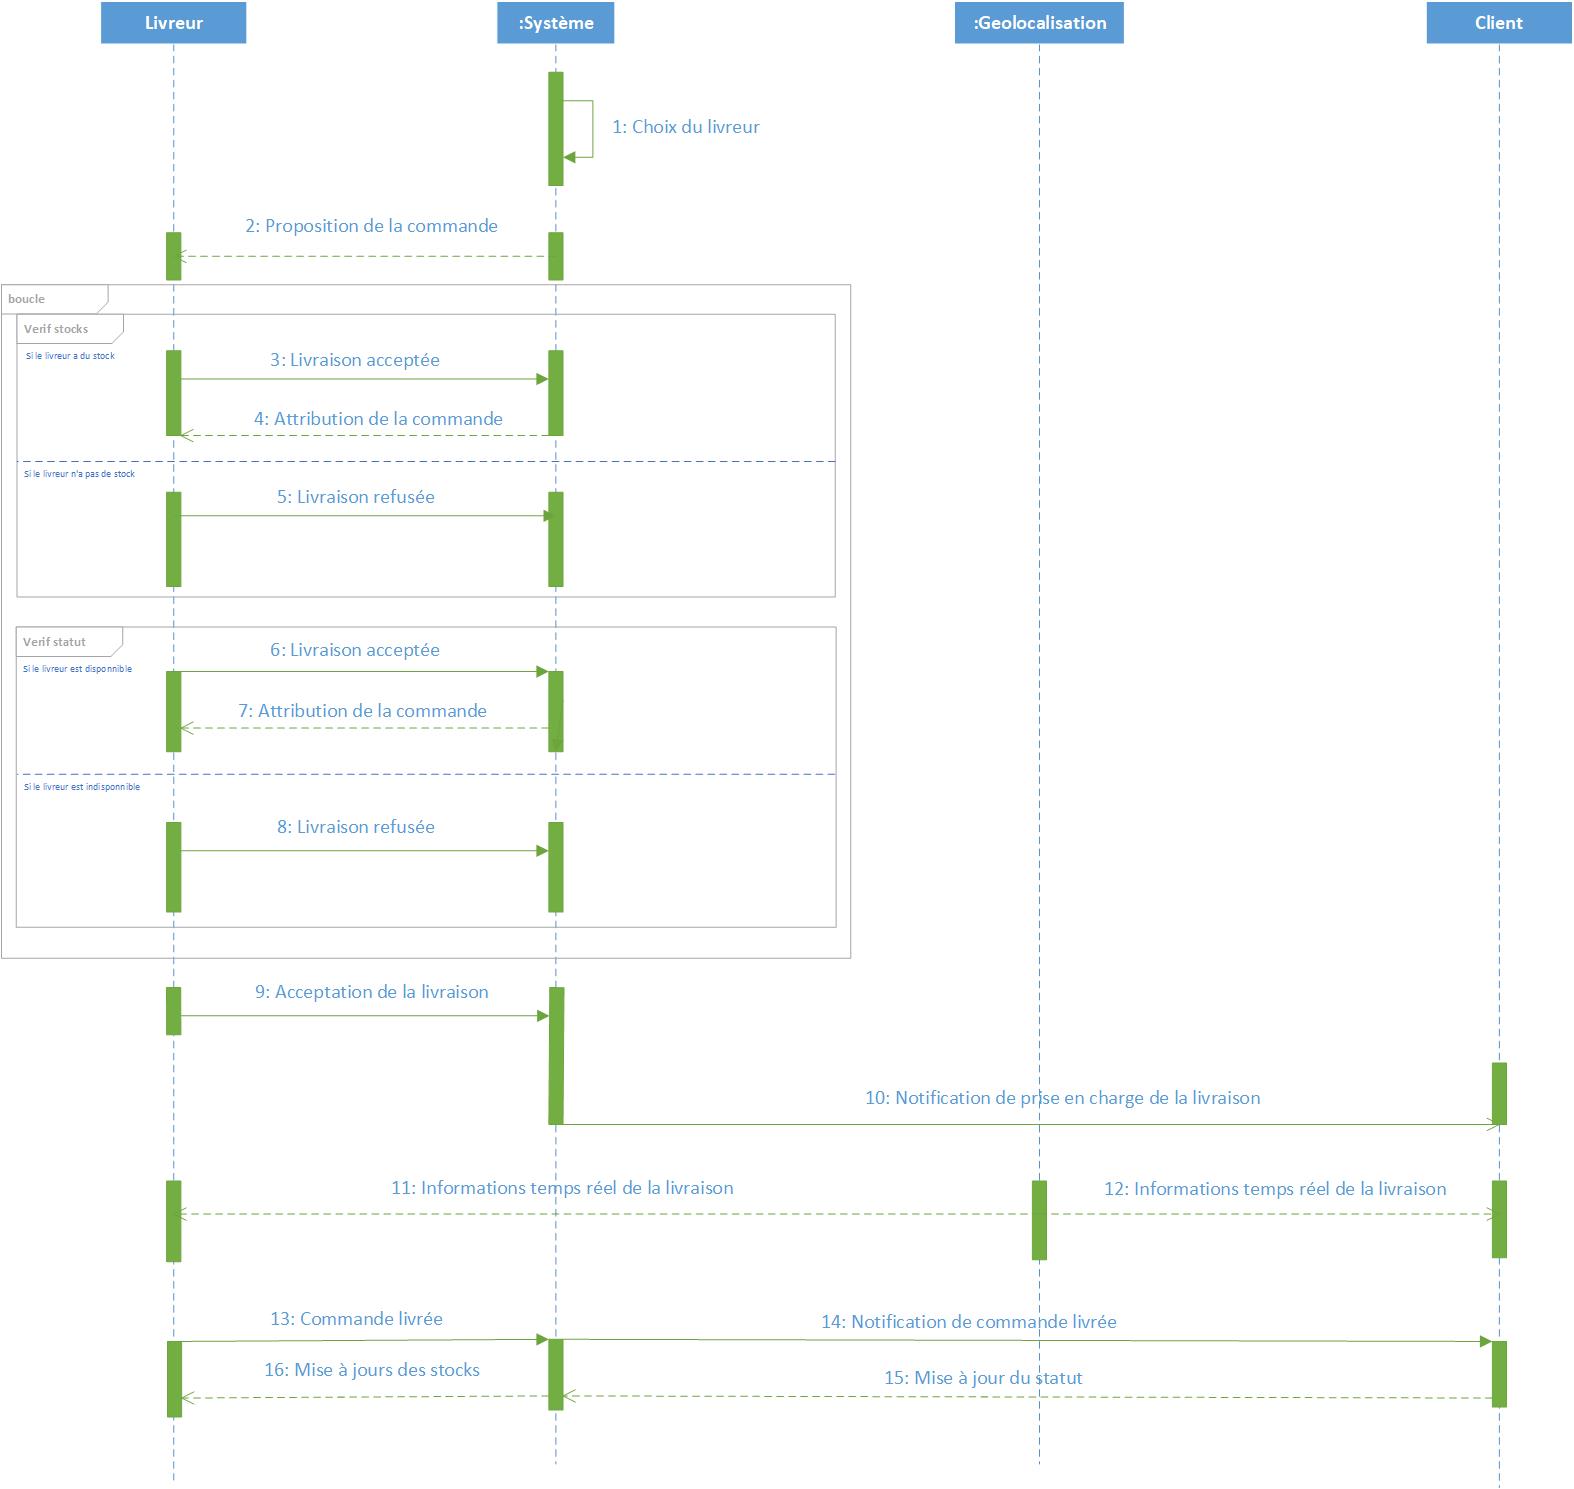 Livreur
:Système
:Geolocalisation
Client
1: Choix du livreur
2: Proposition de la commande
boucle
Verif stocks
Si le livreur a du stock
3: Livraison acceptée
4: Attribution de la commande
Si le livreur n'a pas de stock
5: Livraison refusée
Verif statut
6: Livraison acceptée
Si le livreur est disponnible
7: Attribution de la commande
Si le livreur est indisponnible
8: Livraison refusée
9: Acceptation de la livraison
10: Notification de prise en charge de la livraison
11: Informations temps réel de la livraison
12: Informations temps réel de la livraison
13: Commande livrée
14: Notification de commande livrée
16: Mise à jours des stocks
15: Mise à jour du statut